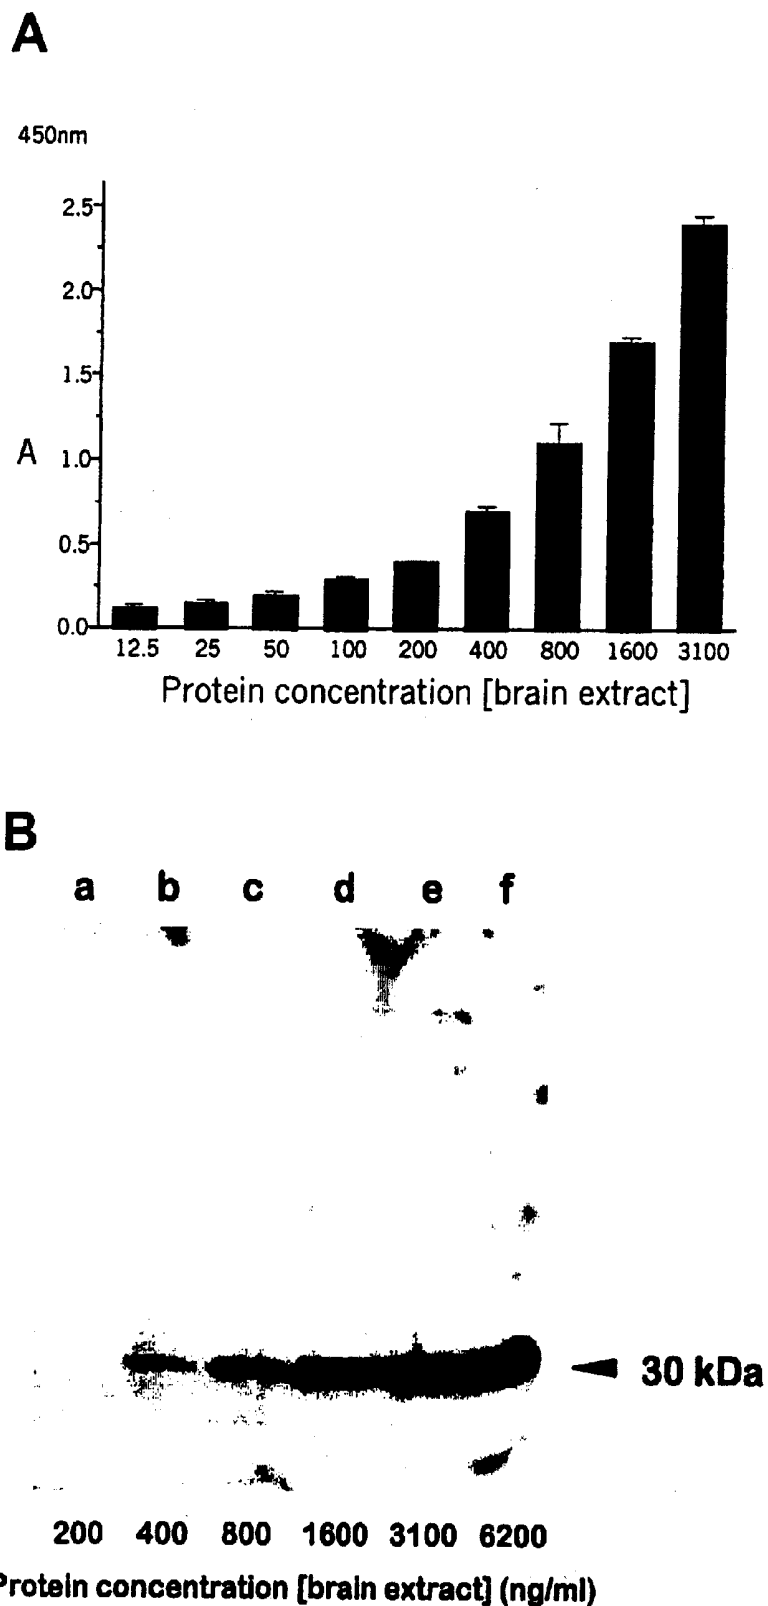 A
450nm
2.5
2.0
1.5
A 1.0
0.5
0.0
12.5 25 50 100 200 400 800 1600 3100
Protein concentration [brain extract]
B
a b c d e f
30 kDa
200 400 800 1600 3100 6200
Protein concentration [brain extract] (ng/ml)